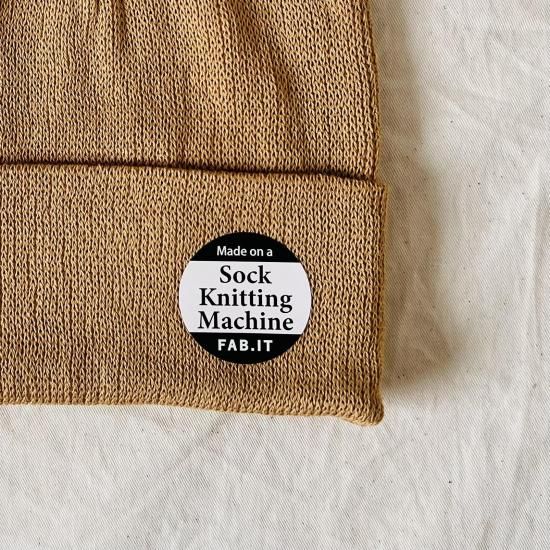 Made on a
Sock
Knitting
Machine
FAB.IT